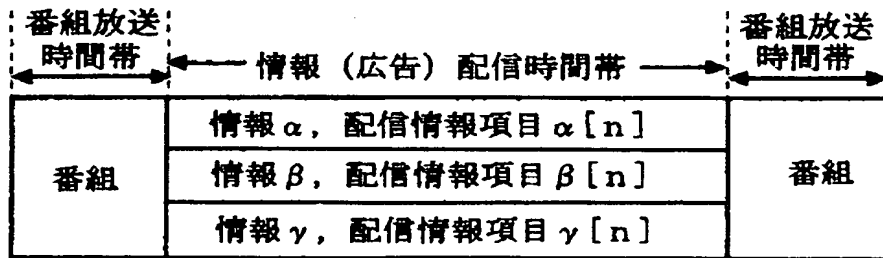 番組放送
時間帯
情報（広告）配信時間帯
番組放送
時間帯
番組
情報α，配信情報項目α[n]
情報β，配信情報項目β[n]
情報γ，配信情報項目γ[n]
番組